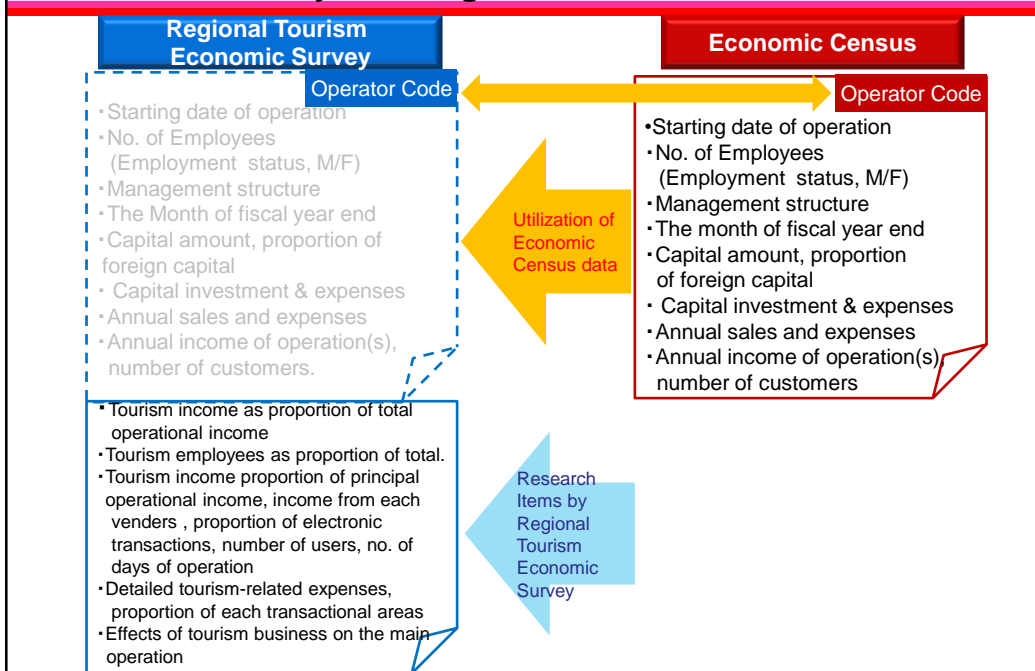 Regional Tourism
Economic Survey
Economic Census
Operator Code
・Starting date of operation
・No. of Employees
(Employment status, M/F)
・Management structure
・The Month of fiscal year end
・Capital amount, proportion of
foreign capital
・ Capital investment & expenses
・Annual sales and expenses
・Annual income of operation(s),
number of customers.
・Tourism income as proportion of total
operational income
・Tourism employees as proportion of total.
・Tourism income proportion of principal
operational income, income from each
venders , proportion of electronic
transactions, number of users, no. of
days of operation
・Detailed tourism-related expenses,
proportion of each transactional areas
・Effects of tourism business on the main
operation
Utilization of
Economic
Census data
Research
Items by
Regional
Tourism
Economic
Survey
Operator Code
•Starting date of operation
・No. of Employees
(Employment status, M/F)
・Management structure
・The month of fiscal year end
・Capital amount, proportion
of foreign capital
・ Capital investment & expenses
・Annual sales and expenses
・Annual income of operation(s),
number of customers